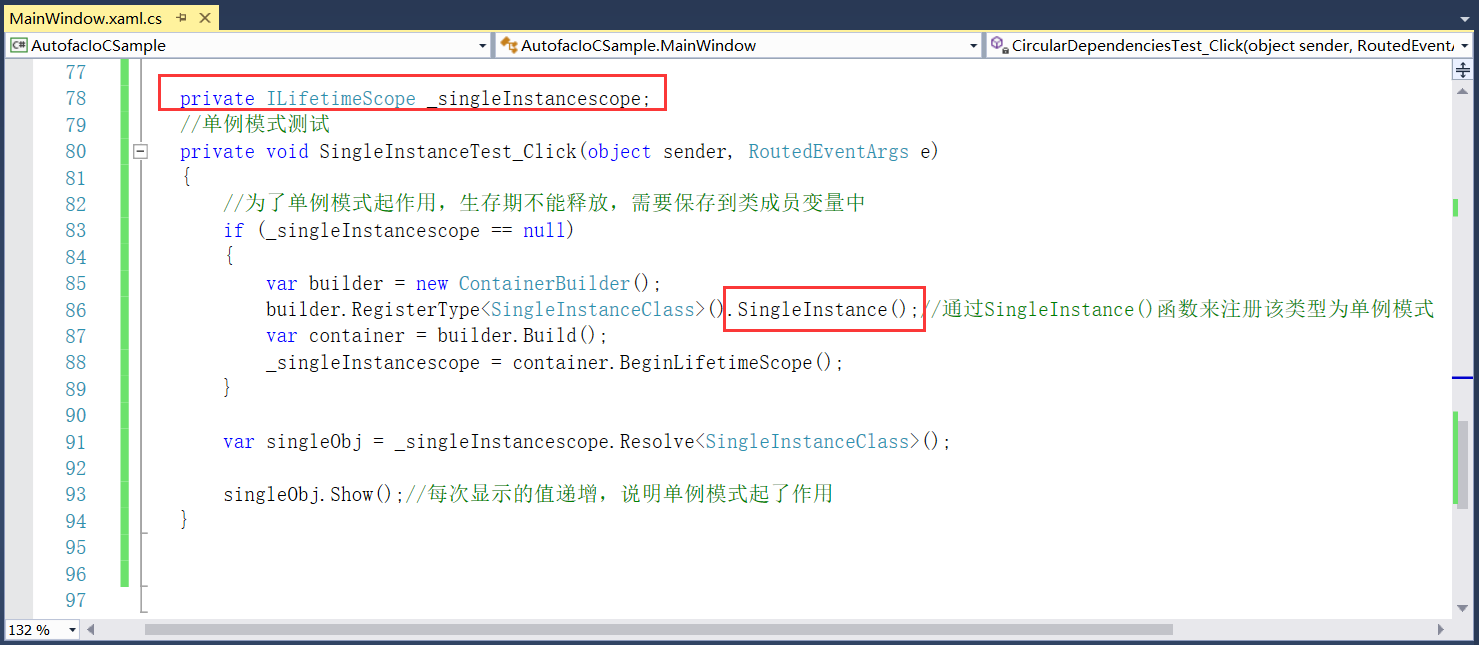 MainWindow.xaml.cs
AutofacIoCSample
AutofacIoCSample.MainWindow
CircularDependenciesTest_Click(object sender, RoutedEventA
77
78 private ILifetimeScope _singleInstancescope;
79 //单例模式测试
80 private void SingleInstanceTest_Click(object sender, RoutedEventArgs e)
81 {
82 //为了单例模式起作用，生存期不能释放，需要保存到类成员变量中
83 if (_singleInstancescope == null)
84 {
85 var builder = new ContainerBuilder();
86 builder.RegisterType<SingleInstanceClass>().SingleInstance();//通过SingleInstance()函数来注册该类型为单例模式
87 var container = builder.Build();
88 _singleInstancescope = container.BeginLifetimeScope();
89 }
90
91 var singleObj = _singleInstancescope.Resolve<SingleInstanceClass>();
92
93 singleObj.Show();//每次显示的值递增，说明单例模式起了作用
94 }
95
96
97
132 %